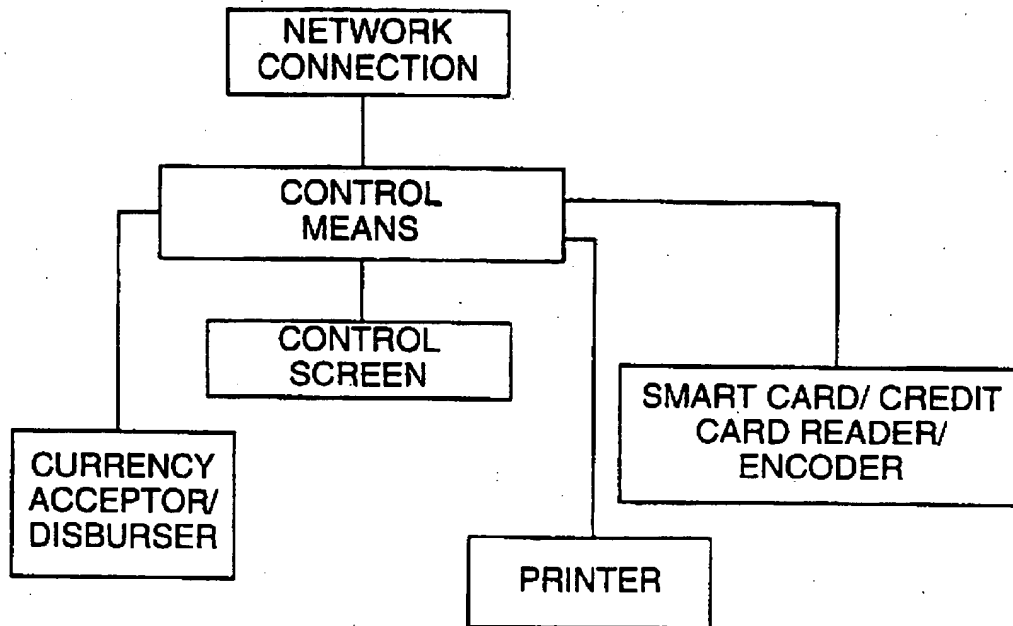 NETWORK
CONNECTION
CONTROL
MEANS
CONTROL
SCREEN
SMART CARD/ CREDIT
CARD READER/
ENCODER
CURRENCY
ACCEPTOR/
DISBURSER
PRINTER